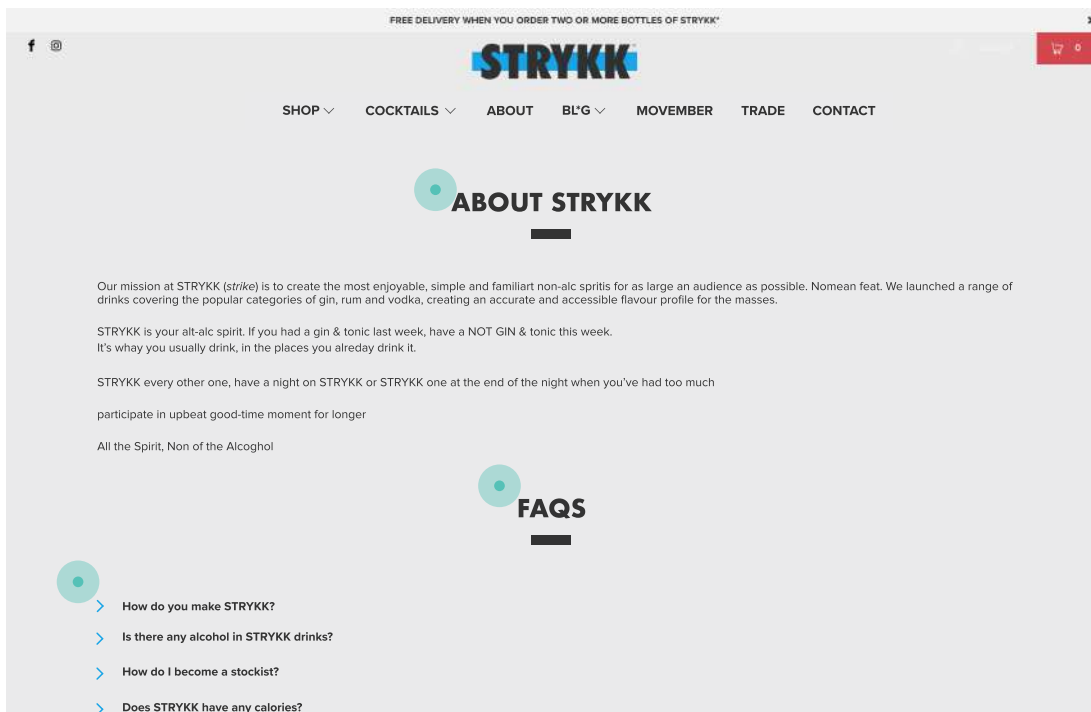 FREE DELIVERY WHEN YOU ORDER TWO OR MORE BOTTLES OF STRYKK*
0
STRYKK
SHOP COCKTAILS ABOUT BL*G MOVEMBER TRADE CONTACT
ABOUT STRYKK
Our mission at STRYKK (strike) is to create the most enjoyable, simple and familiart non-alc spritis for as large an audience as possible. Nomean feat. We launched a range of
drinks covering the popular categories of gin, rum and vodka, creating an accurate and accessible flavour profile for the masses.
STRYKK is your alt-alc spirit. If you had a gin & tonic last week, have a NOT GIN & tonic this week.
It's whay you usually drink, in the places you alreday drink it.
STRYKK every other one, have a night on STRYKK or STRYKK one at the end of the night when you've had too much
participate in upbeat good-time moment for longer
All the Spirit, Non of the Alcoghol
FAQS
How do you make STRYKK?
Is there any alcohol in STRYKK drinks?
How do I become a stockist?
Does STRYKK have any calories?